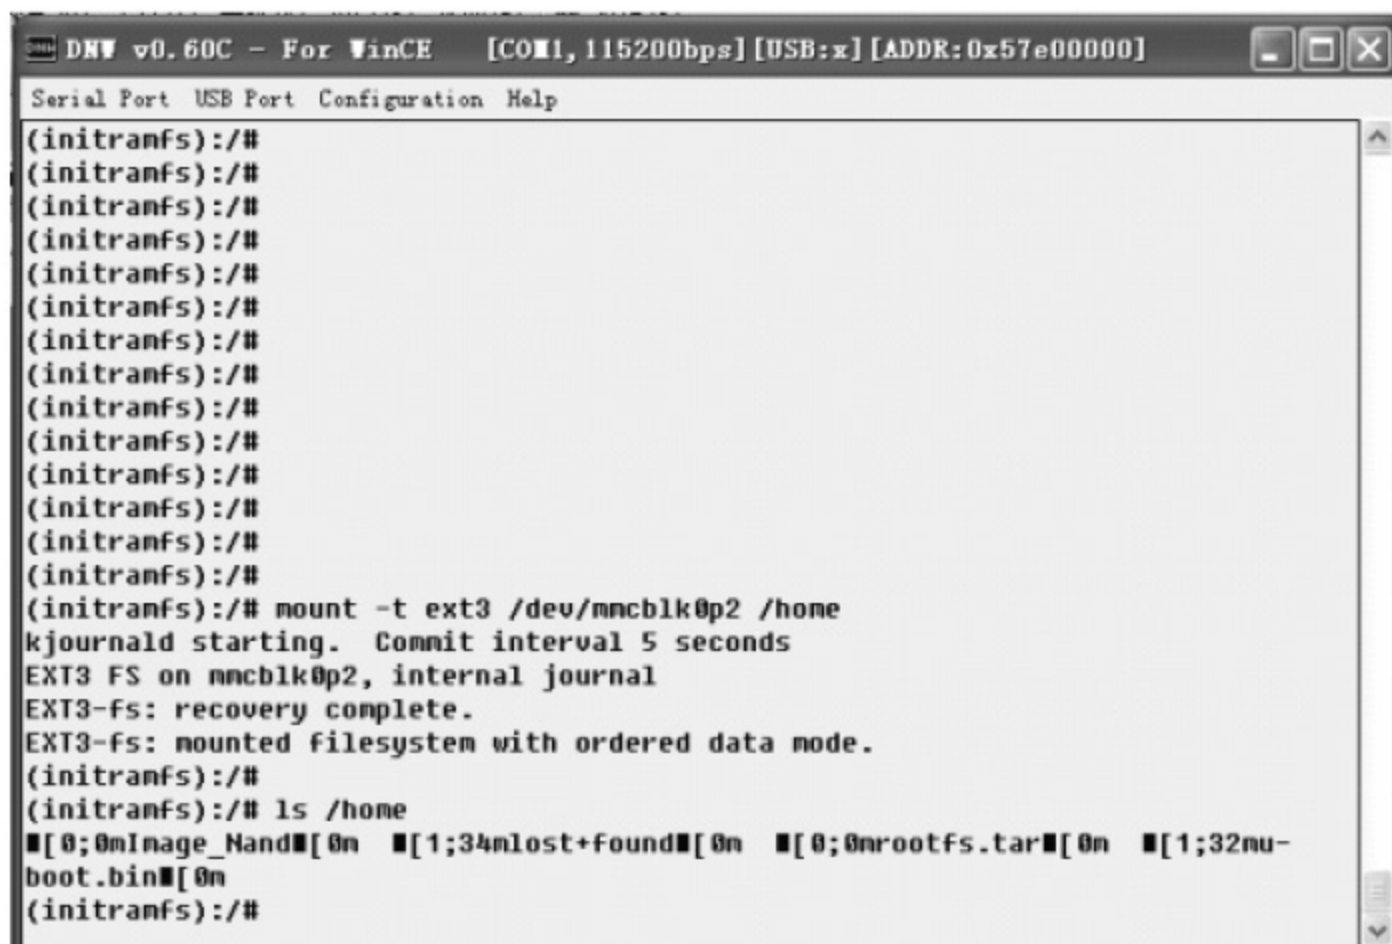 DNW v0.60C - For WinCE [COM1,115200bps][USB:x][ADDR:0x57e00000]
Serial Port USB Port Configuration Help
(initramfs):/#
(initramfs):/#
(initramfs):/#
(initramfs):/#
(initramfs):/#
(initramfs):/#
(initramfs):/#
(initramfs):/#
(initramfs):/#
(initramfs):/#
(initramfs):/#
(initramfs):/#
(initramfs):/#
(initramfs):/#
(initramfs):/# mount -t ext3 /dev/mmcblk0p2 /home
kjournald starting.  Commit interval 5 seconds
EXT3 FS on mmcblk0p2, internal journal
EXT3-fs: recovery complete.
EXT3-fs: mounted filesystem with ordered data mode.
(initramfs):/#
(initramfs):/# ls /home
■[0;0mImage_Nand■[0m  ■[1;34mlost+found■[0m  ■[0;0mrootfs.tar■[0m  ■[1;32mu-
boot.bin■[0m
(initramfs):/#